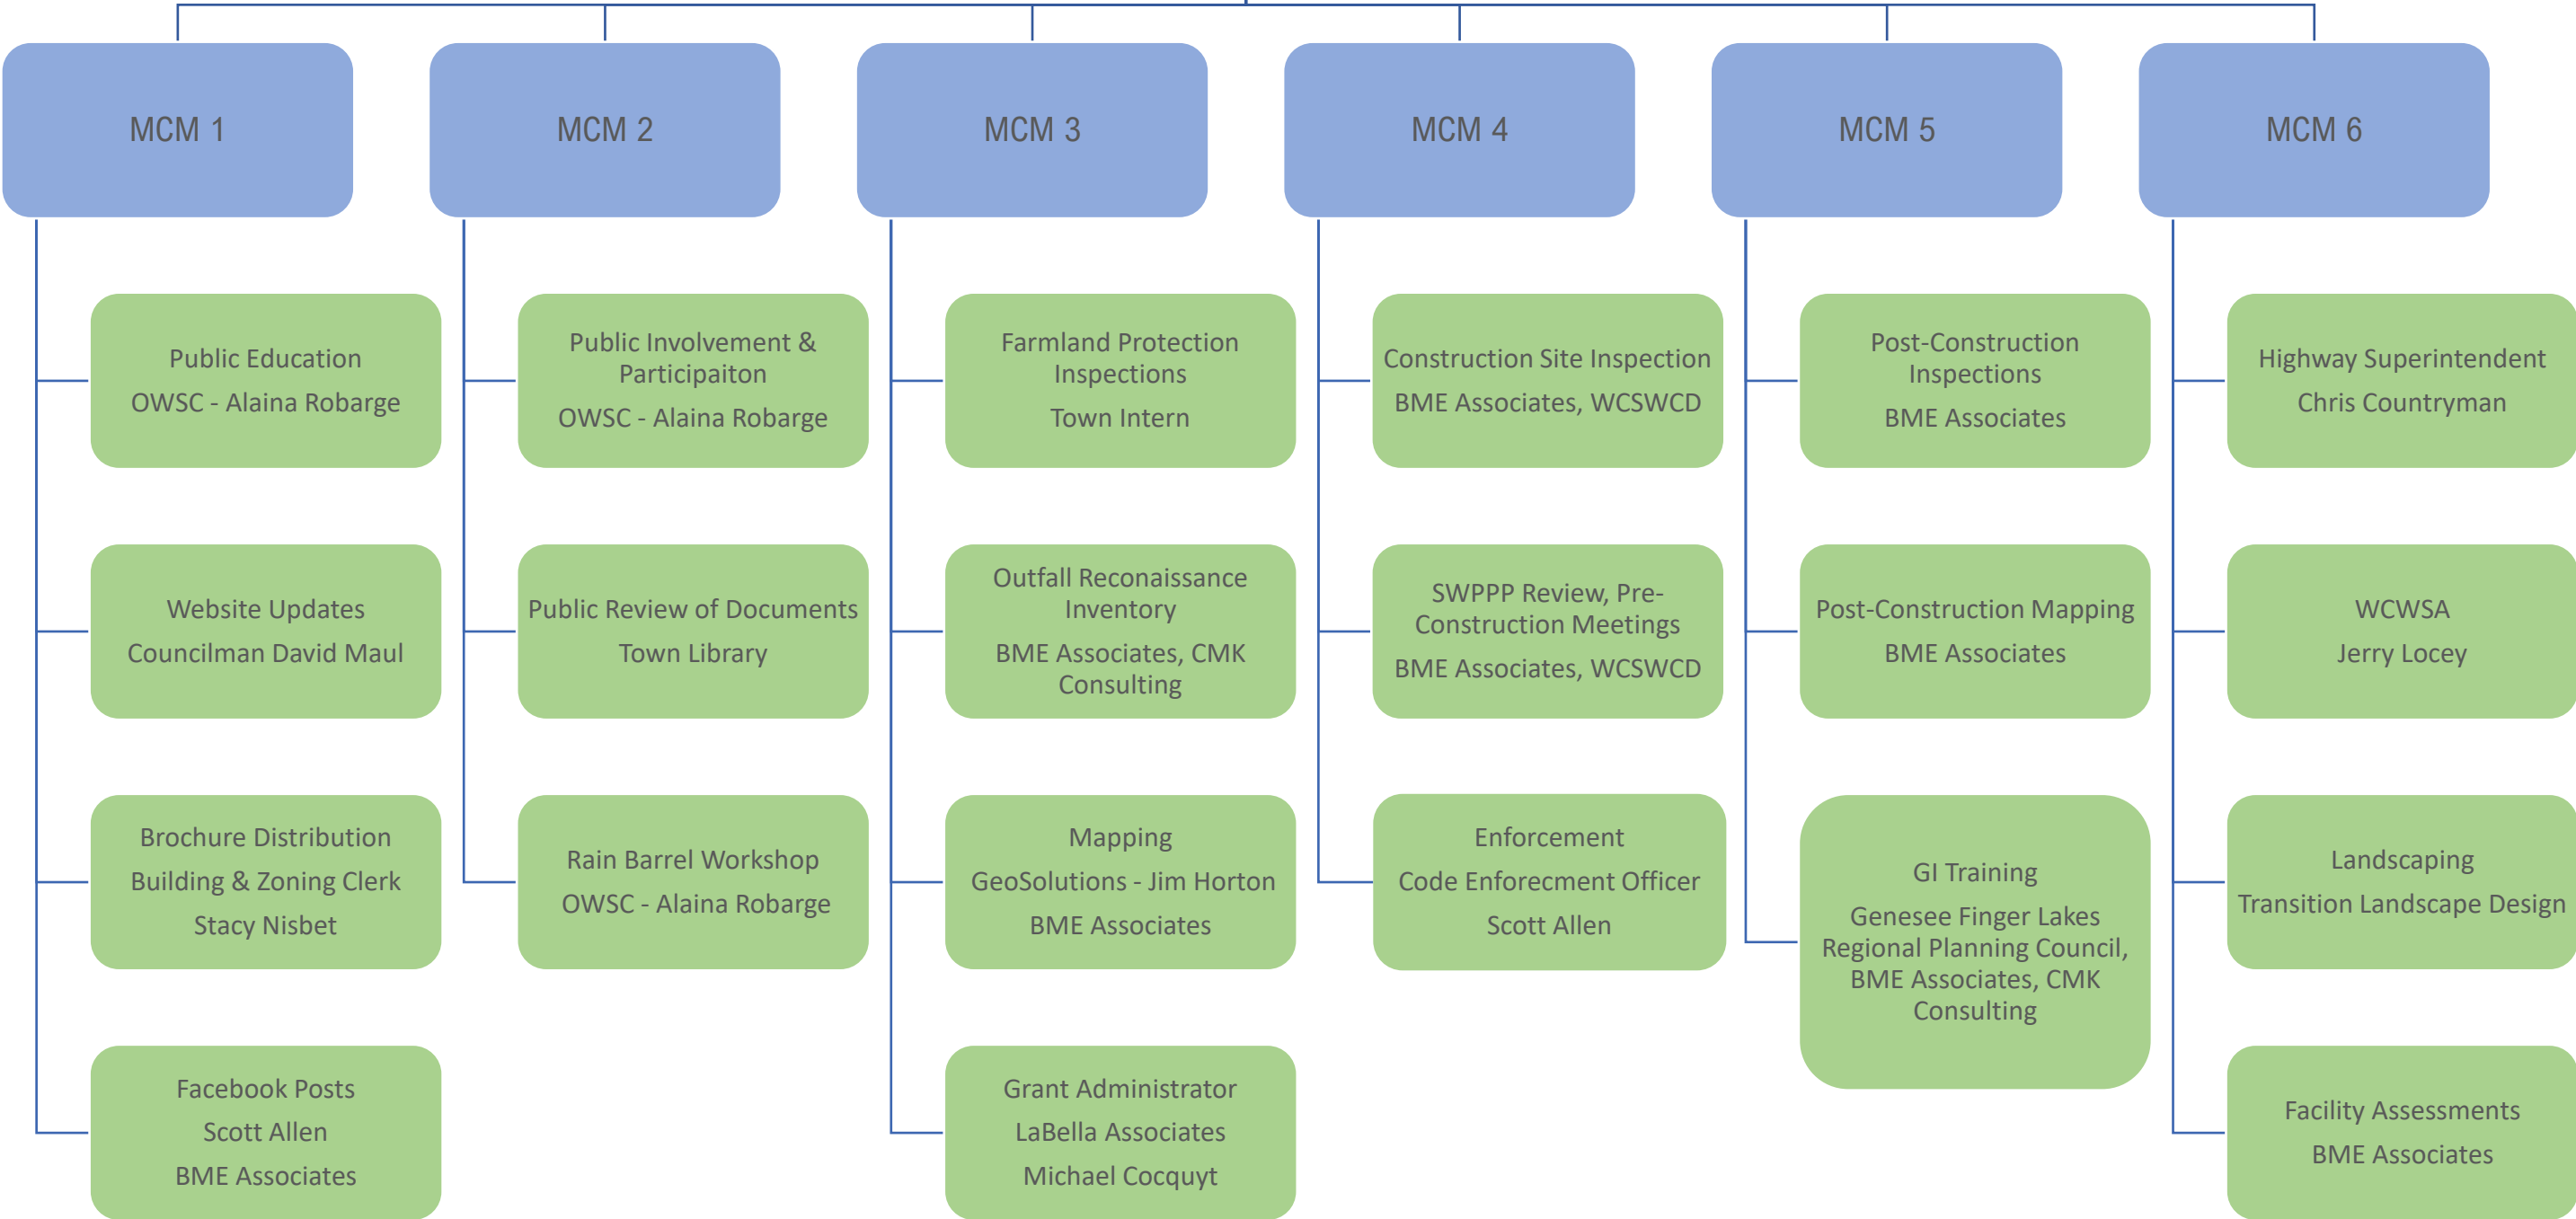 MCM 1
MCM 2
MCM 3
MCM 4
MCM 5
MCM 6
Public Education
OWSC - Alaina Robarge
Website Updates
Councilman David Maul
Brochure Distribution
Building & Zoning Clerk
Stacy Nisbet
Facebook Posts
Scott Allen
BME Associates
Public Involvement &
Participaiton
OWSC - Alaina Robarge
Public Review of Documents
Town Library
Rain Barrel Workshop
OWSC - Alaina Robarge
Farmland Protection
Inspections
Town Intern
Outfall Reconaissance
Inventory
BME Associates, CMK
Consulting
Mapping
GeoSolutions - Jim Horton
BME Associates
Grant Administrator
LaBella Associates
Michael Cocquyt
Construction Site Inspection
BME Associates, WCSWCD
SWPPP Review, Pre-
Construction Meetings
BME Associates, WCSWCD
Enforcement
Code Enforecment Officer
Scott Allen
Post-Construction
Inspections
BME Associates
Post-Construction Mapping
BME Associates
GI Training
Genesee Finger Lakes
Regional Planning Council,
BME Associates, CMK
Consulting
Highway Superintendent
Chris Countryman
WCWSA
Jerry Locey
Landscaping
Transition Landscape Design
Facility Assessments
BME Associates